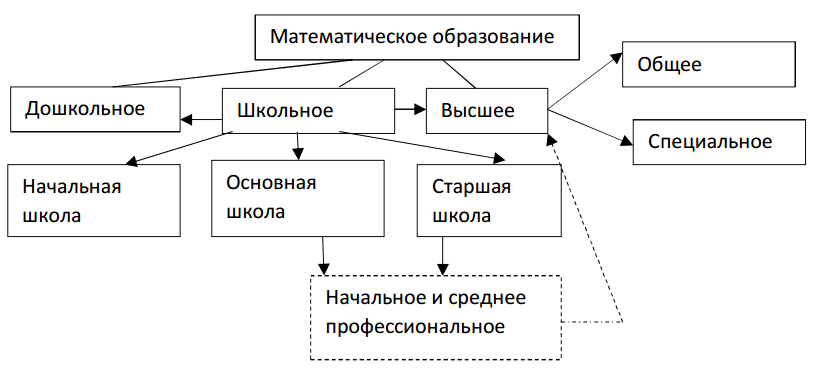 Математическое образование
Общее
Дошкольное
Школьное
Высшее
Специальное
Начальная
школа
Основная
школа
Старшая
школа
Начальное и среднее
профессиональное